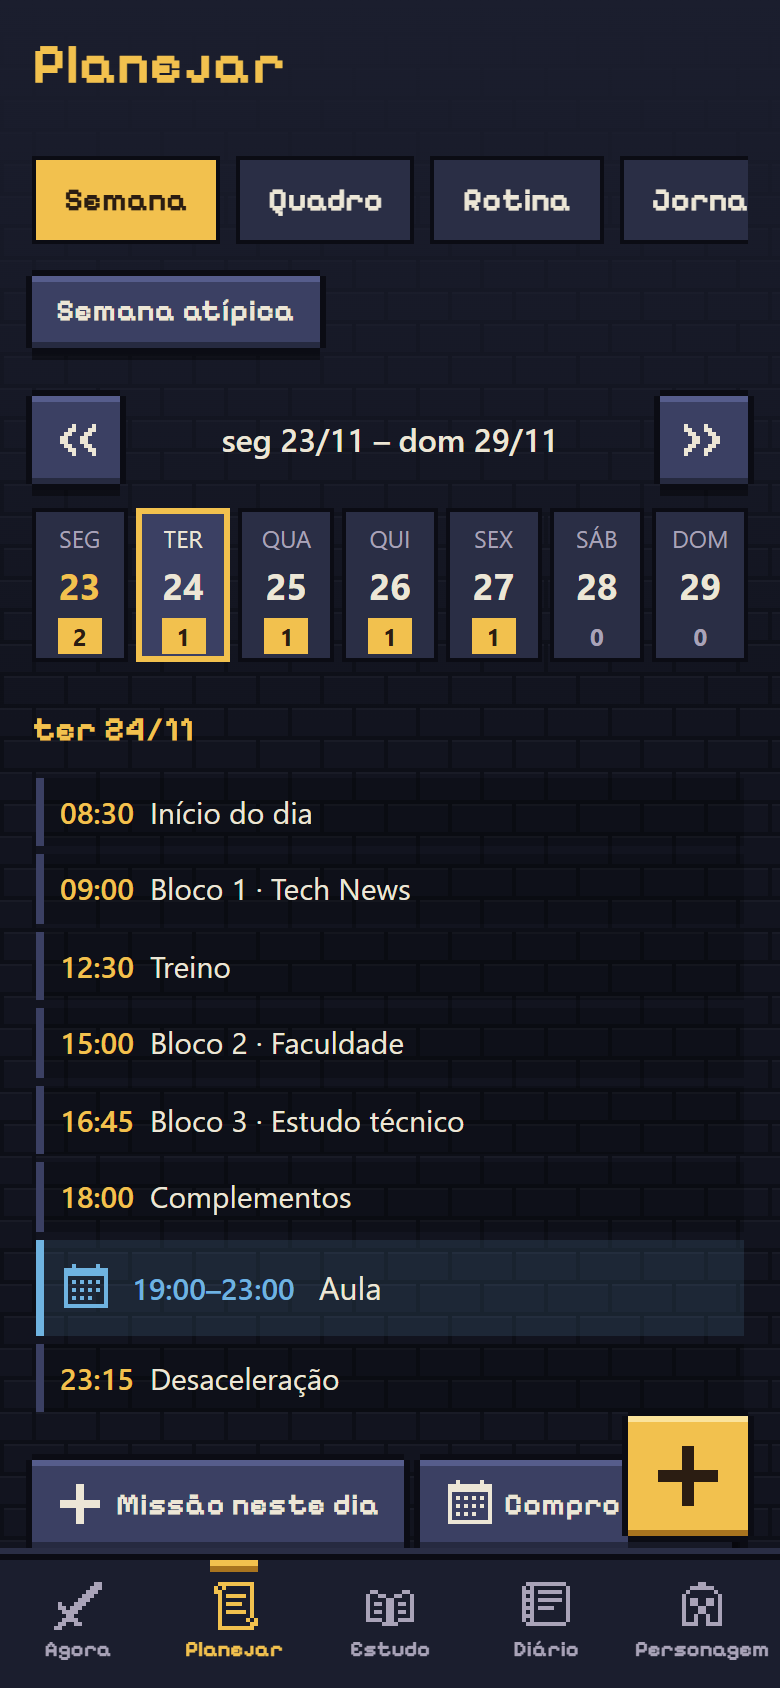 Planejar
Semana Quadro Rotina Jorna
Semana atípica
seg 23/11 – dom 29/11
SEG TER QUA QUI SEX SÁB DOM
23 24 25 26 27 28 29
2 1 1 1 1 0 0
ter 24/11
08:30 Início do dia
09:00 Bloco 1 · Tech News
12:30 Treino
15:00 Bloco 2 · Faculdade
16:45 Bloco 3 · Estudo técnico
18:00 Complementos
19:00–23:00 Aula
23:15 Desaceleração
Missão neste dia Compro
Agora Planejar Estudo Diário Personagem